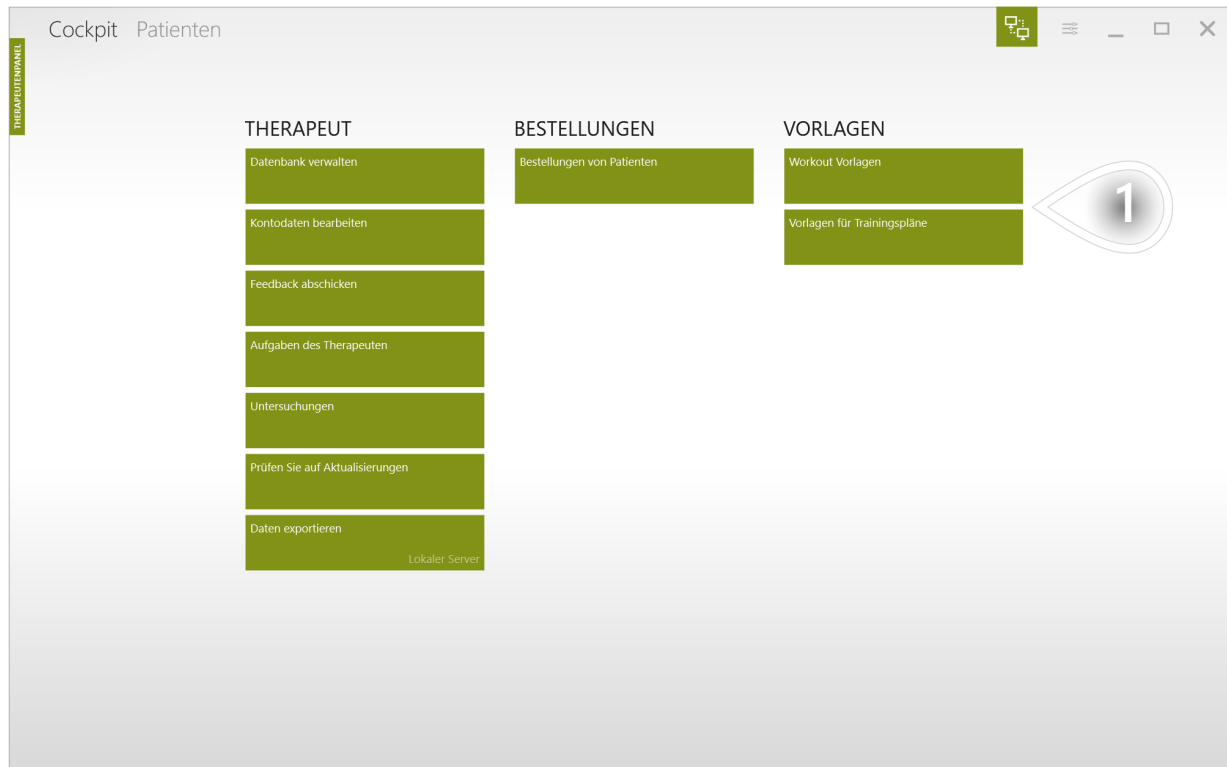 Cockpit Patienten
THERAPEUTENPANEL
THERAPEUT
Datenbank verwalten
Kontodaten bearbeiten
Feedback abschicken
Aufgaben des Therapeuten
Untersuchungen
Prüfen Sie auf Aktualisierungen
Daten exportieren
Lokaler Server
BESTELLUNGEN
Bestellungen von Patienten
VORLAGEN
Workout Vorlagen
Vorlagen für Trainingspläne
1